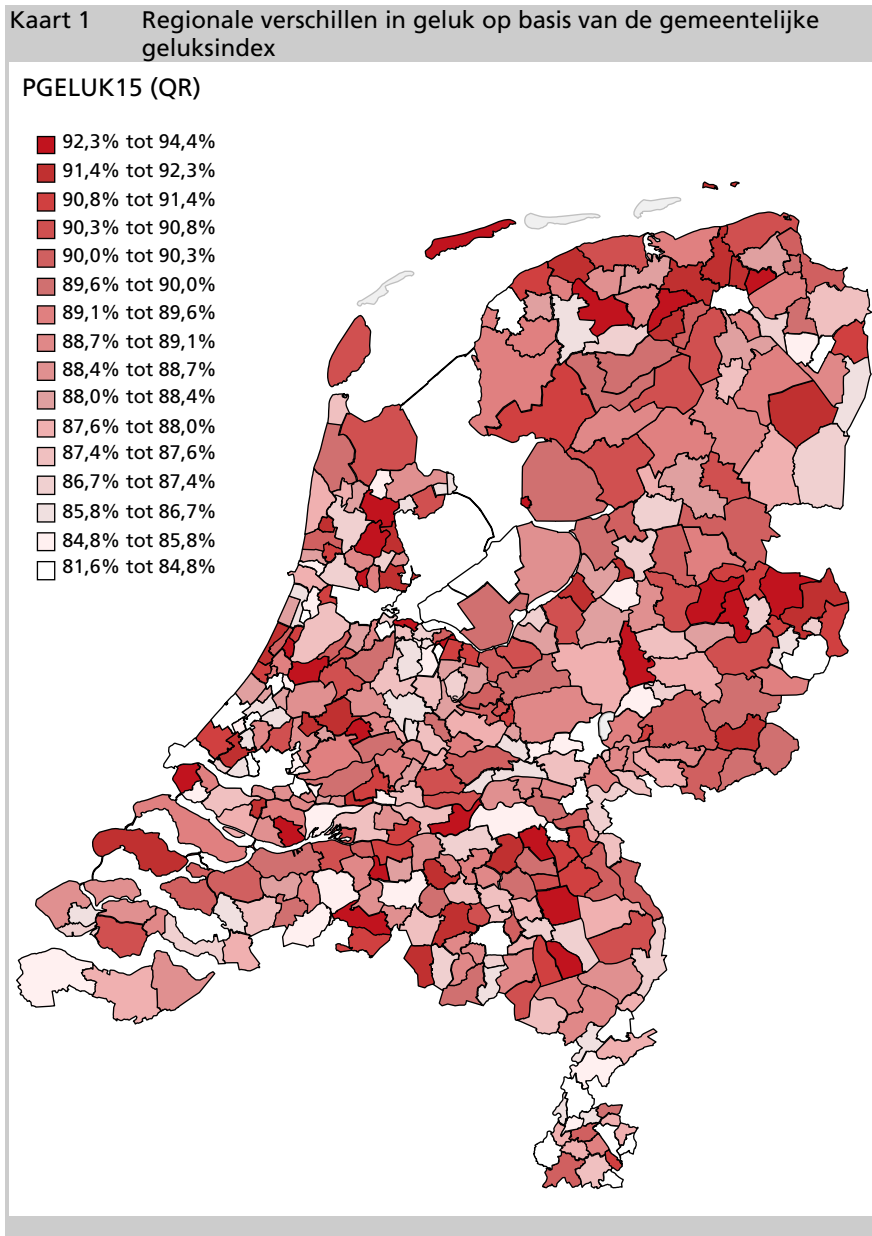 Kaart 1 Regionale verschillen in geluk op basis van de gemeentelijke
geluksindex
PGELUK15 (QR)
92,3% tot 94,4%
91,4% tot 92,3%
90,8% tot 91,4%
90,3% tot 90,8%
90,0% tot 90,3%
89,6% tot 90,0%
89,1% tot 89,6%
88,7% tot 89,1%
88,4% tot 88,7%
88,0% tot 88,4%
87,6% tot 88,0%
87,4% tot 87,6%
86,7% tot 87,4%
85,8% tot 86,7%
84,8% tot 85,8%
81,6% tot 84,8%